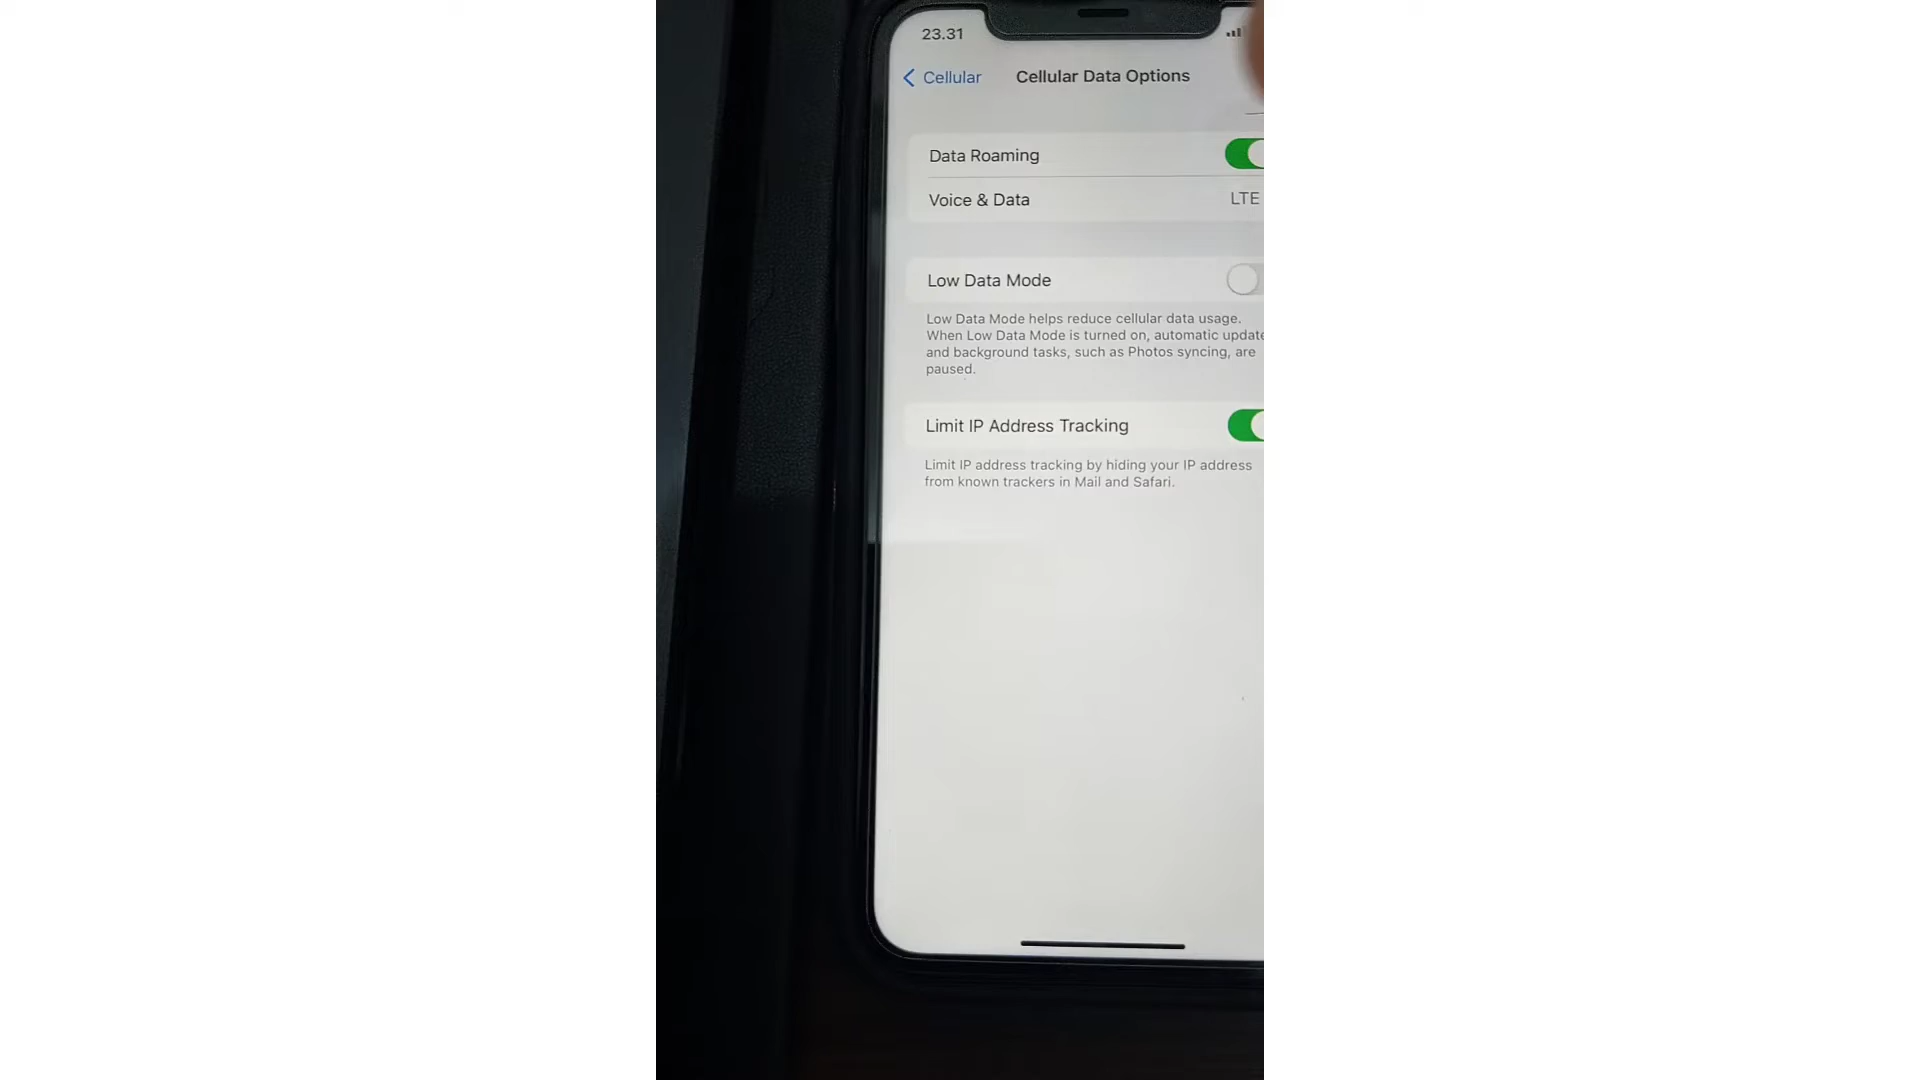 23.31
Cellular
Cellular Data Options
Data Roaming
Voice & Data
LTE
Low Data Mode
Low Data Mode helps reduce cellular data usage.
When Low Data Mode is turned on, automatic update
and background tasks, such as Photos syncing, are
paused.
Limit IP Address Tracking
Limit IP address tracking by hiding your IP address
from known trackers in Mail and Safari.